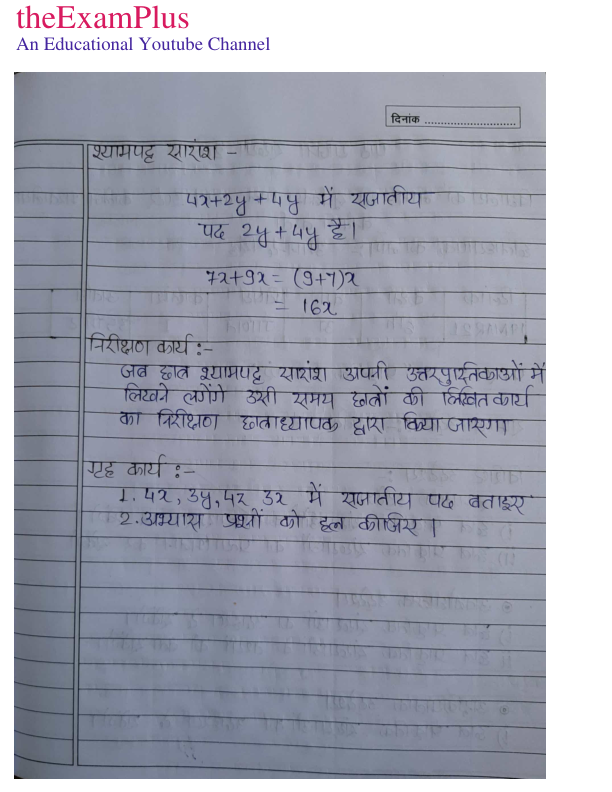 theExamPlus
An Educational Youtube Channel
दिनांक ............................
श्यामपट्ट सारांश -
4x+2y+4y में सजातीय
पद 2y+4y है।
7x+9x = (9+7)x
= 16x
निरीक्षण कार्य :-
जब छात्र श्यामपट्ट सारांश अपनी उत्तरपुस्तिकाओं में
लिखने लगेंगे उसी समय छात्रों की लिखित कार्य
का निरीक्षण छात्राध्यापक द्वारा किया जाएगा
गृह कार्य :-
1. 4x, 3y, 4z 3x में सजातीय पद बताइए
2. अभ्यास प्रश्नों को हल कीजिए।